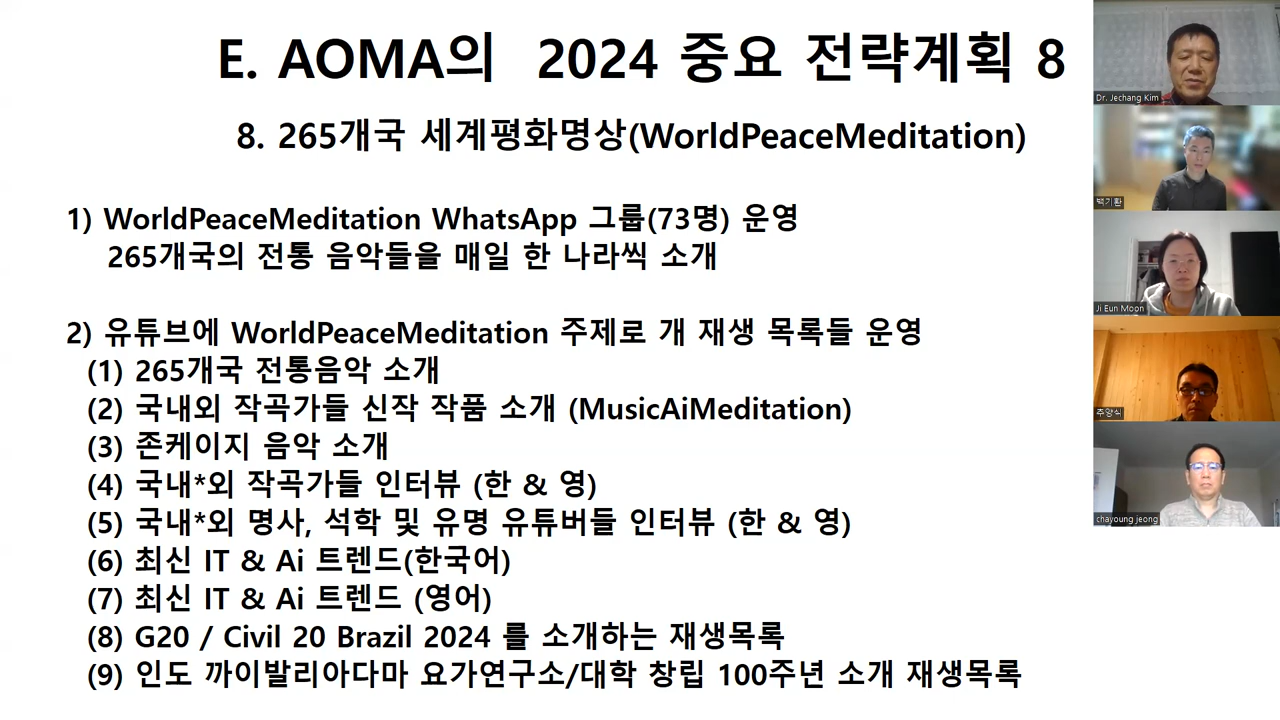 E. AOMA의 2024 중요 전략계획 8
8. 265개국 세계평화명상(WorldPeaceMeditation)
1) WorldPeaceMeditation WhatsApp 그룹(73명) 운영
265개국의 전통 음악들을 매일 한 나라씩 소개
2) 유튜브에 WorldPeaceMeditation 주제로 개 재생 목록들 운영
(1) 265개국 전통음악 소개
(2) 국내외 작곡가들 신작 작품 소개 (MusicAiMeditation)
(3) 존케이지 음악 소개
(4) 국내*외 작곡가들 인터뷰 (한 & 영)
(5) 국내*외 명사, 석학 및 유명 유튜버들 인터뷰 (한 & 영)
(6) 최신 IT & Ai 트렌드(한국어)
(7) 최신 IT & Ai 트렌드 (영어)
(8) G20 / Civil 20 Brazil 2024 를 소개하는 재생목록
(9) 인도 까이발리아다마 요가연구소/대학 창립 100주년 소개 재생목록
Dr. Jechang Kim
백기환
Ji Eun Moon
주양식
chayoung jeong